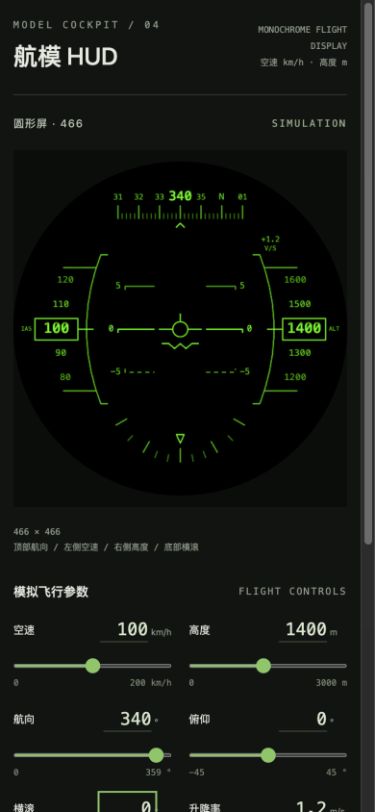 MODEL COCKPIT / 04
航模 HUD
MONOCHROME FLIGHT
DISPLAY
空速 km/h · 高度 m
圆形屏 · 466
SIMULATION
31 32 33 340 35 N 01
+1.2
V/S
120
110
IAS 100
90
80
5 5
0 0
-5 -5
1600
1500
1400 ALT
1300
1200
466 × 466
顶部航向 / 左侧空速 / 右侧高度 / 底部横滚
模拟飞行参数
FLIGHT CONTROLS
空速 100 km/h
高度 1400 m
0 200 km/h
0 3000 m
航向 340 °
俯仰 0 °
0 359 °
-45 45 °
横滚 0
升降率 1.2 m/s